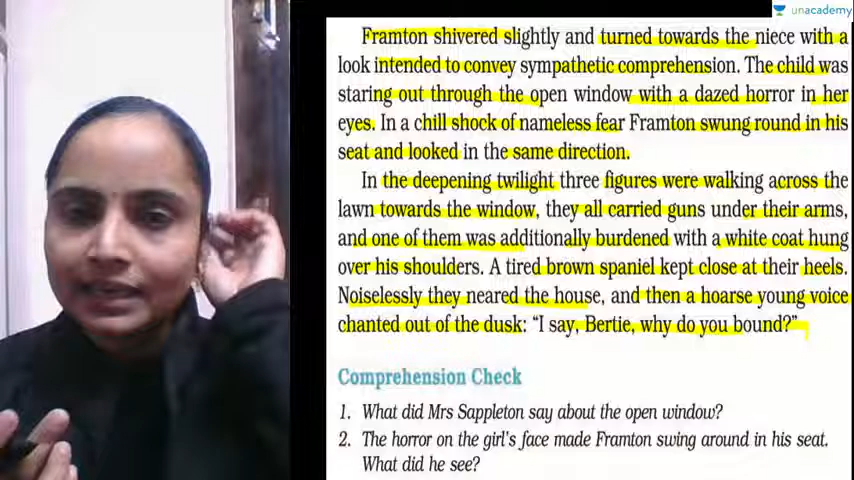 unacademy
Framton shivered slightly and turned towards the niece with a
look intended to convey sympathetic comprehension. The child was
staring out through the open window with a dazed horror in her
eyes. In a chill shock of nameless fear Framton swung round in his
seat and looked in the same direction.
In the deepening twilight three figures were walking across the
lawn towards the window, they all carried guns under their arms,
and one of them was additionally burdened with a white coat hung
over his shoulders. A tired brown spaniel kept close at their heels.
Noiselessly they neared the house, and then a hoarse young voice
chanted out of the dusk: “I say, Bertie, why do you bound?”
Comprehension Check
1. What did Mrs Sappleton say about the open window?
2. The horror on the girl's face made Framton swing around in his seat.
What did he see?